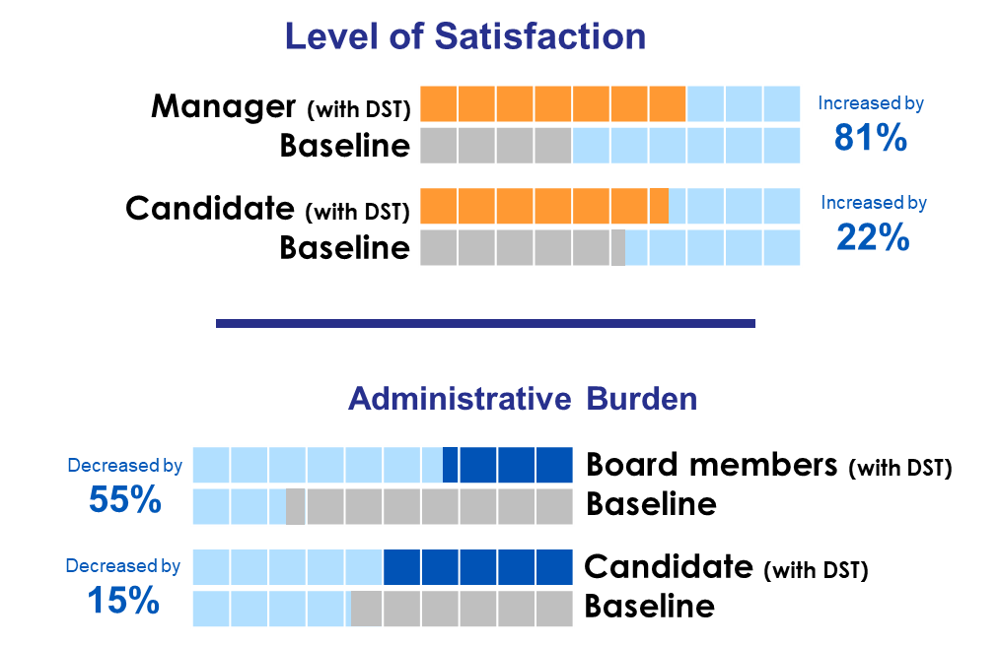 Level of Satisfaction
Manager (with DST)
Increased by
81%
Baseline
Candidate (with DST)
Increased by
22%
Baseline
Administrative Burden
Decreased by
55%
Board members (with DST)
Baseline
Decreased by
15%
Candidate (with DST)
Baseline